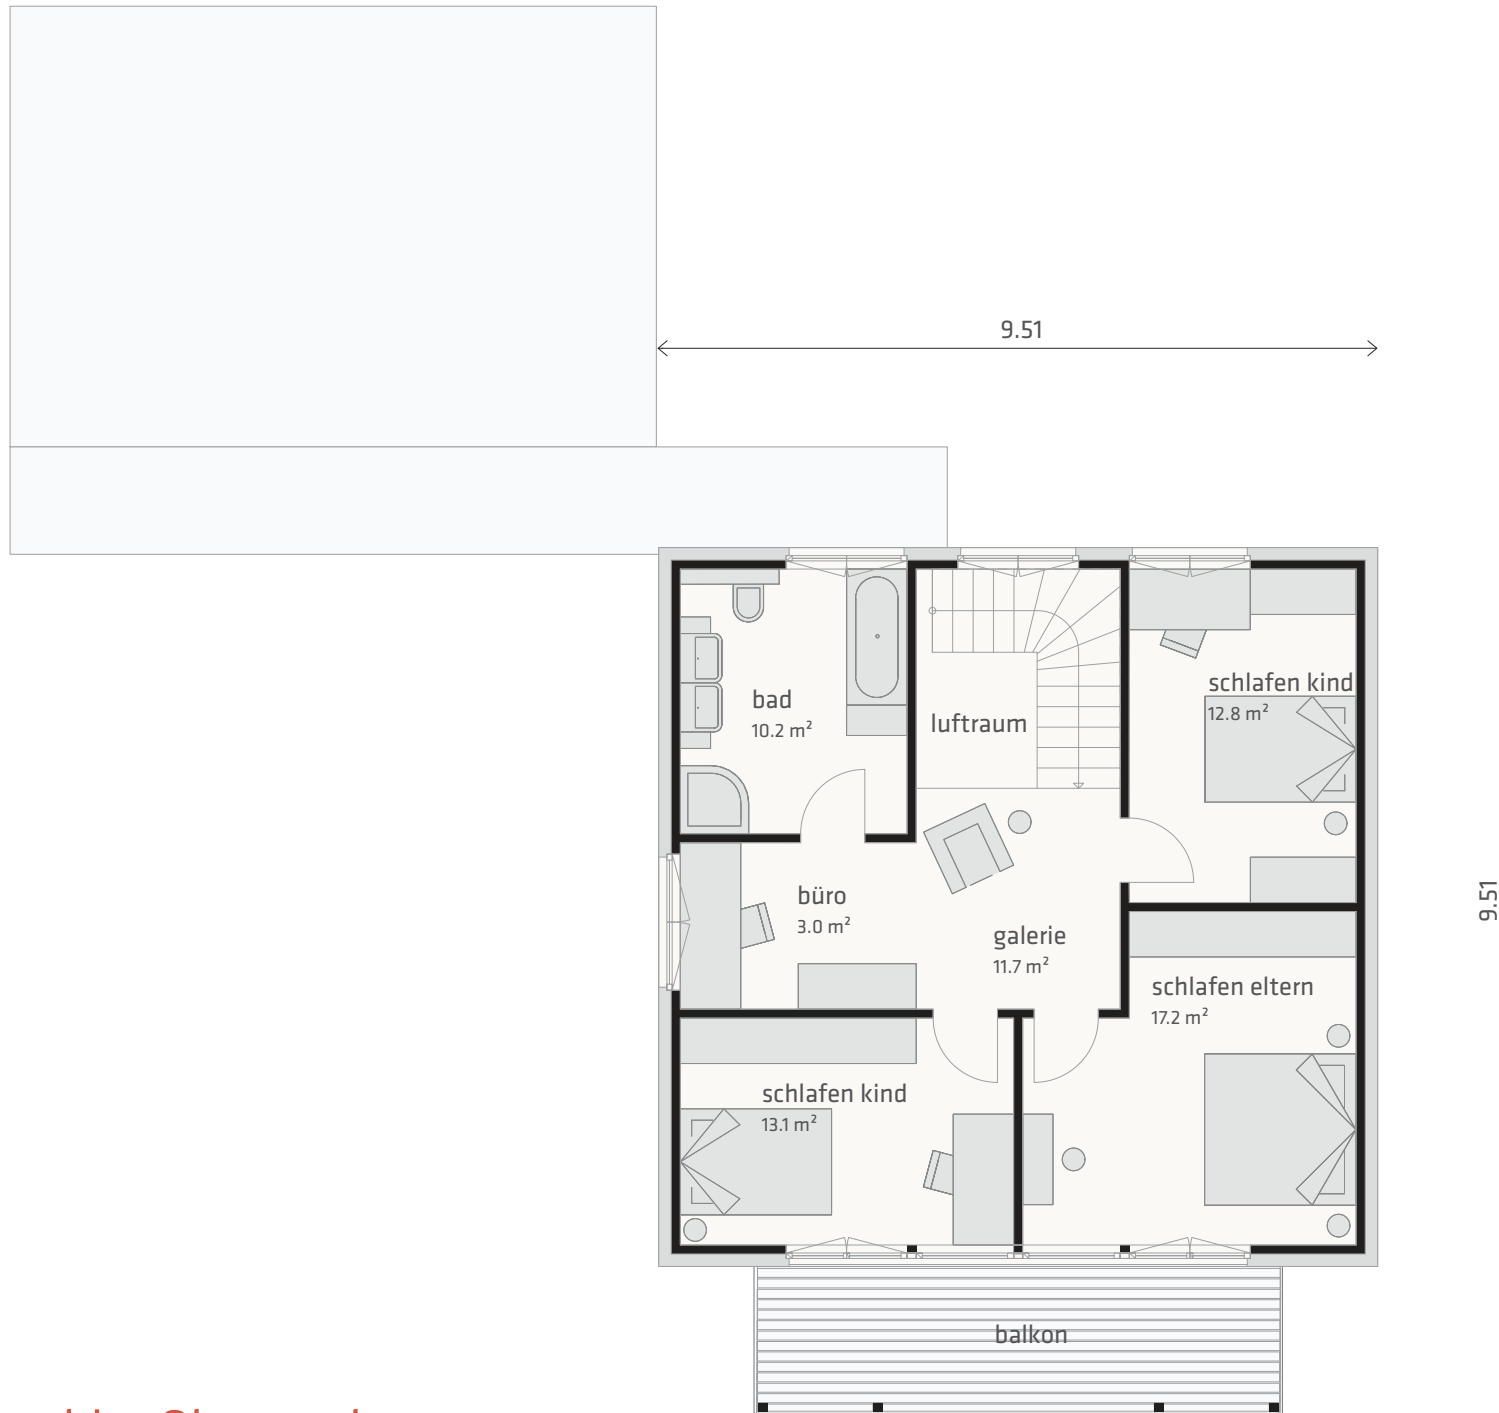 9.51
schlafen kind
12.8 m²
bad
10.2 m²
luftraum
büro
3.0 m²
9.51
galerie
11.7 m²
schlafen eltern
17.2 m²
schlafen kind
13.1 m²
balkon